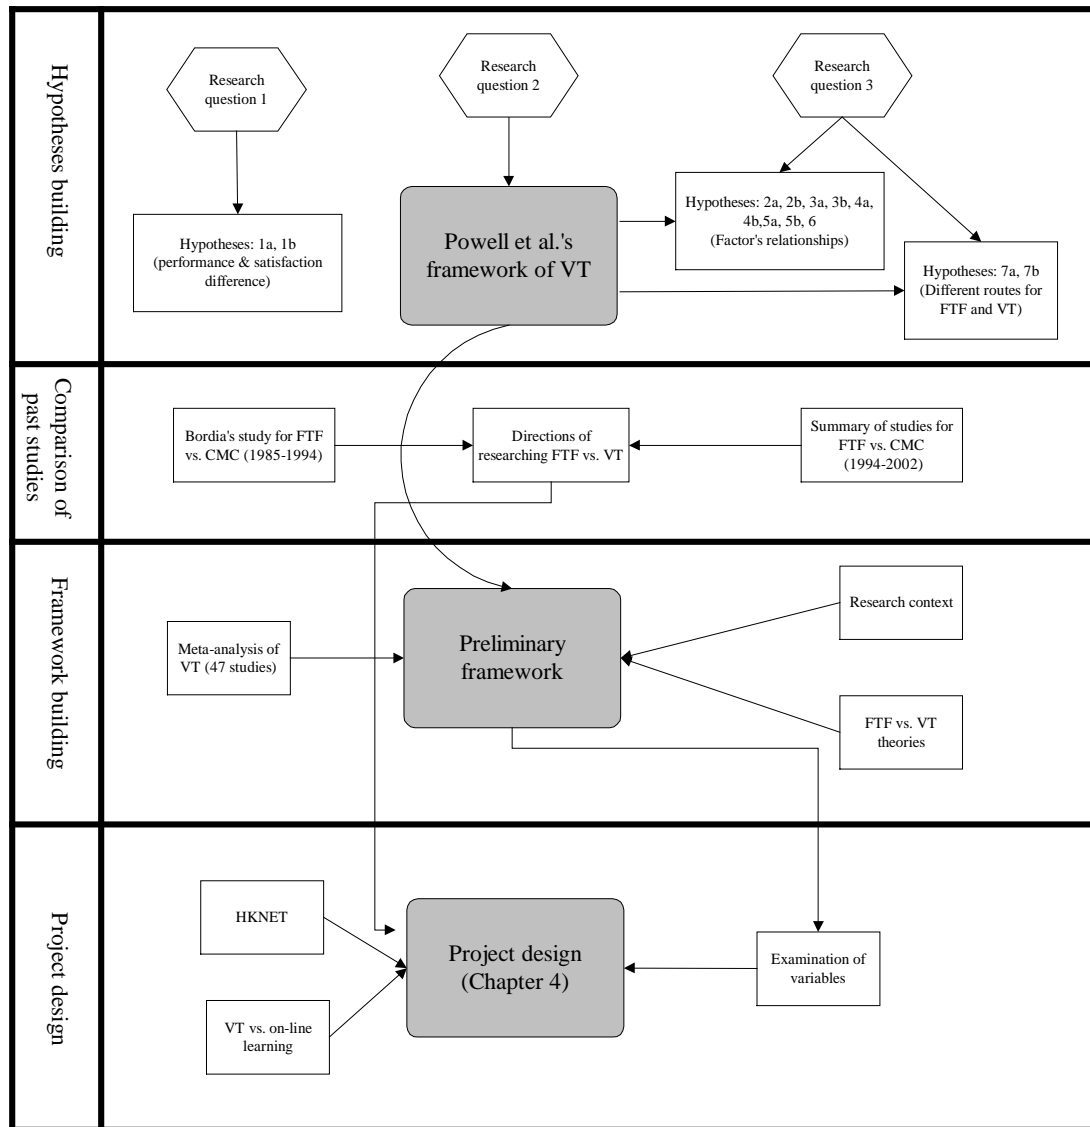 Hypotheses building
Research
question 1
Research
question 2
Research
question 3
Hypotheses: 1a, 1b
(performance & satisfaction
difference)
Powell et al.'s
framework of VT
Hypotheses: 2a, 2b, 3a, 3b, 4a,
4b,5a, 5b, 6
(Factor's relationships)
Hypotheses: 7a, 7b
(Different routes for
FTF and VT)
Comparison of
past studies
Bordia's study for FTF
vs. CMC (1985-1994)
Directions of
researching FTF vs. VT
Summary of studies for
FTF vs. CMC
(1994-2002)
Framework building
Meta-analysis of
VT (47 studies)
Preliminary
framework
Research context
FTF vs. VT
theories
Project design
HKNET
VT vs. on-line
learning
Project design
(Chapter 4)
Examination of
variables